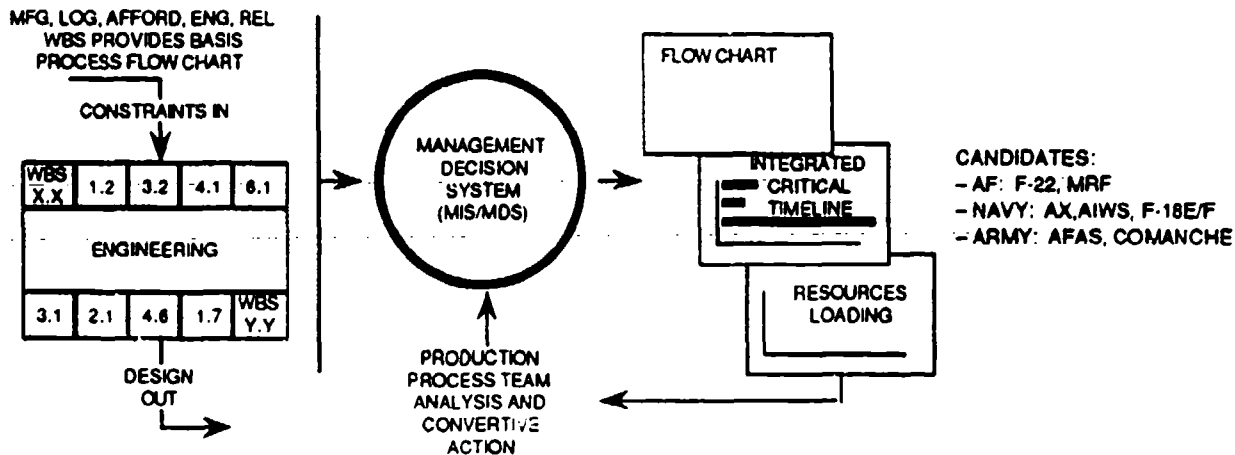 MFG, LOG, AFFORD, ENG, REL
WBS PROVIDES BASIS
PROCESS FLOW CHART
CONSTRAINTS IN
WBS
X.X
1.2
3.2
4.1
6.1
ENGINEERING
3.1
2.1
4.6
1.7
WBS
Y.Y
DESIGN
OUT
MANAGEMENT
DECISION
SYSTEM
(MIS/MDS)
PRODUCTION
PROCESS TEAM
ANALYSIS AND
CONVERTIVE
ACTION
FLOW CHART
INTEGRATED
CRITICAL
TIMELINE
RESOURCES
LOADING
CANDIDATES:
– AF: F-22, MRF
– NAVY: AX,AIWS, F-18E/F
– ARMY: AFAS, COMANCHE